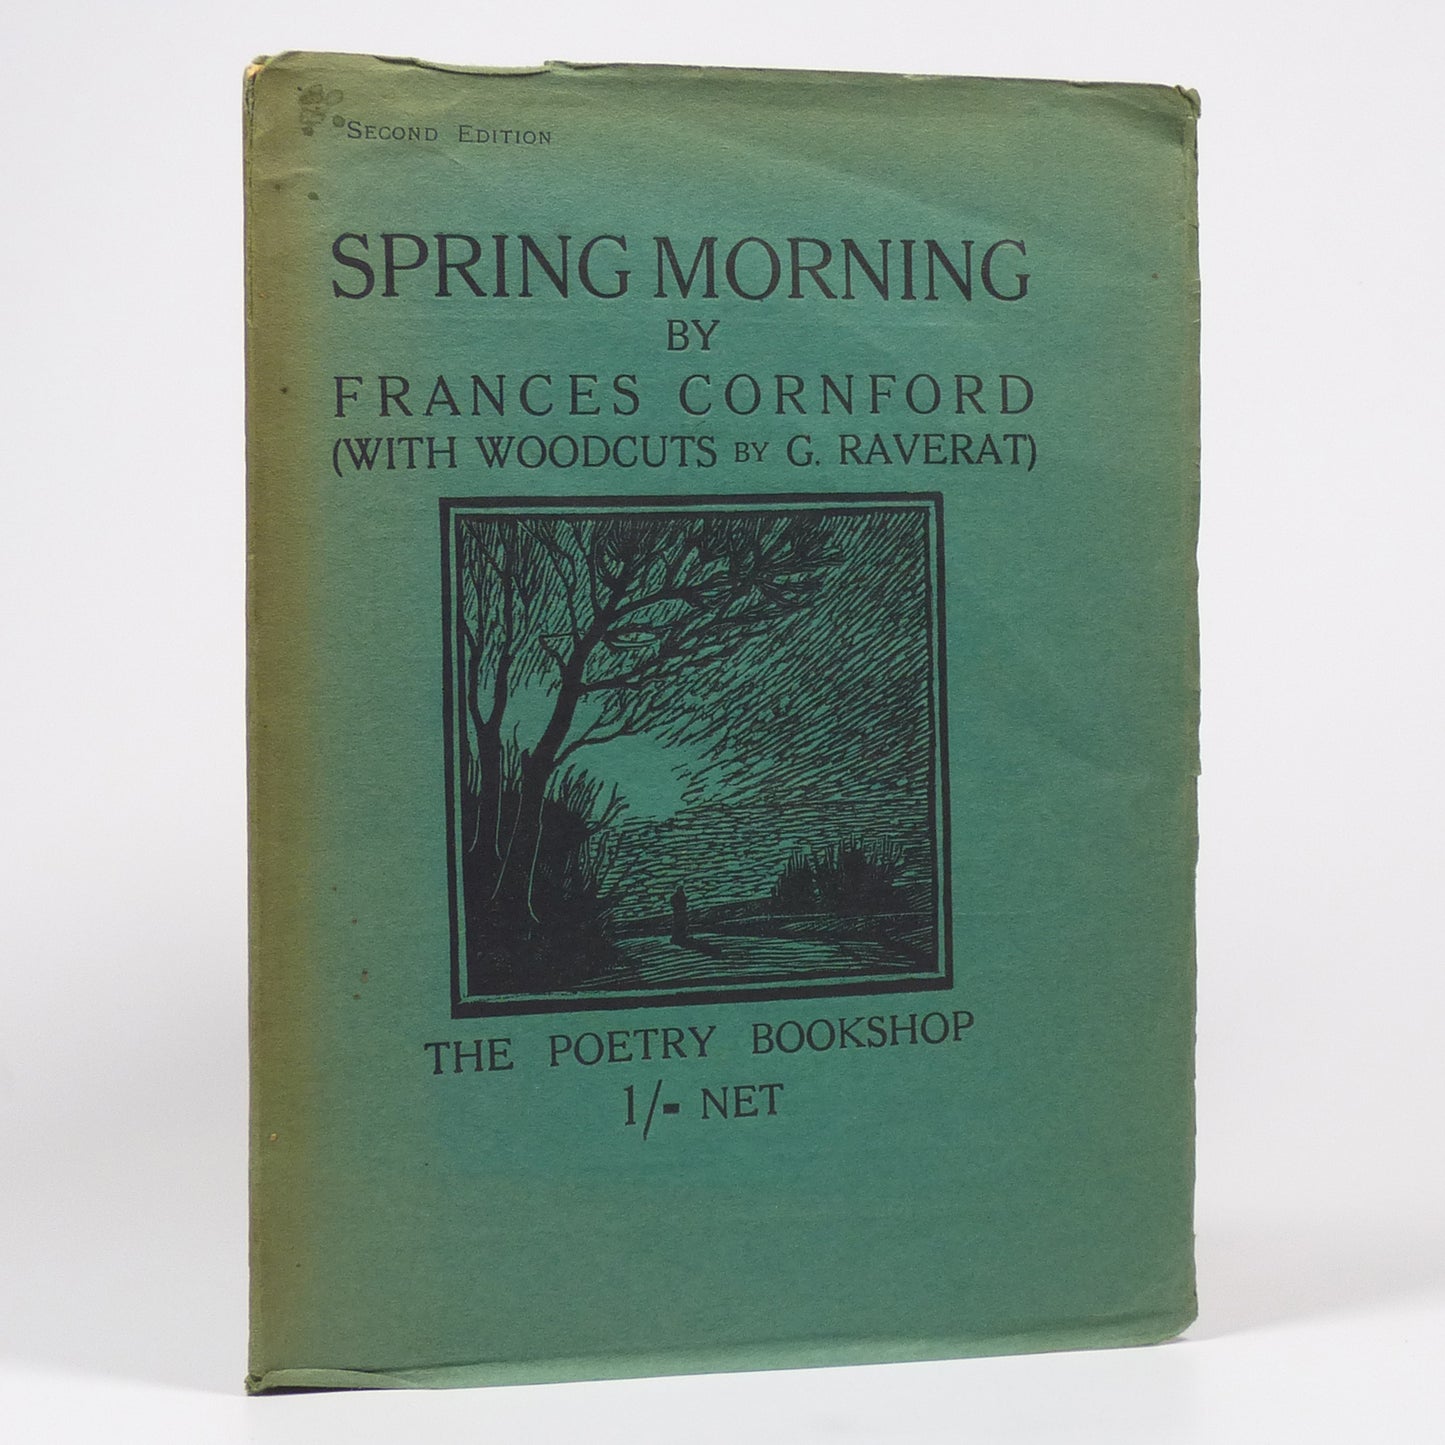 SECOND EDITION
SPRING MORNING
BY
FRANCES CORNFORD
(WITH WOODCUTS BY G. RAVERAT)
THE POETRY BOOKSHOP
1/- NET